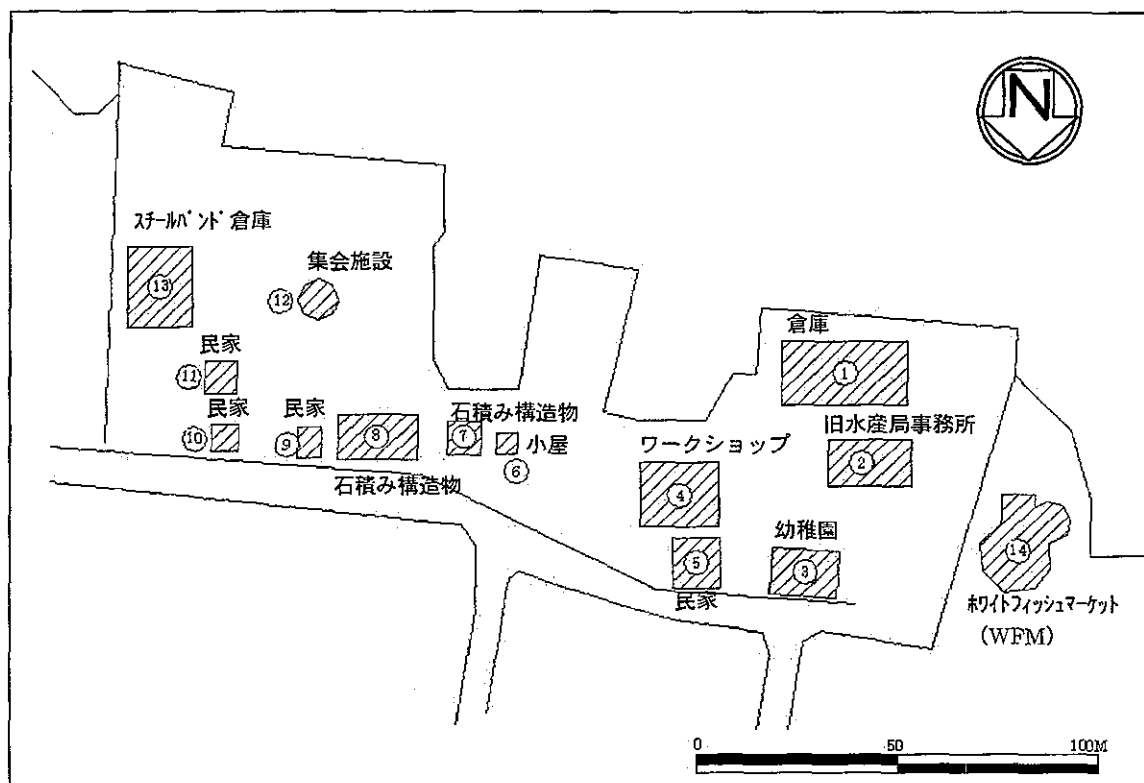 N
スチールバンド倉庫
13
集会施設
12
民家
11
民家
10
民家
9
8
石積み構造物
石積み構造物
7
小屋
6
倉庫
1
旧水産局事務所
2
ワークショップ
4
幼稚園
3
5
民家
14
ホワイトフィッシュマーケット
(WFM)
0 50 100M